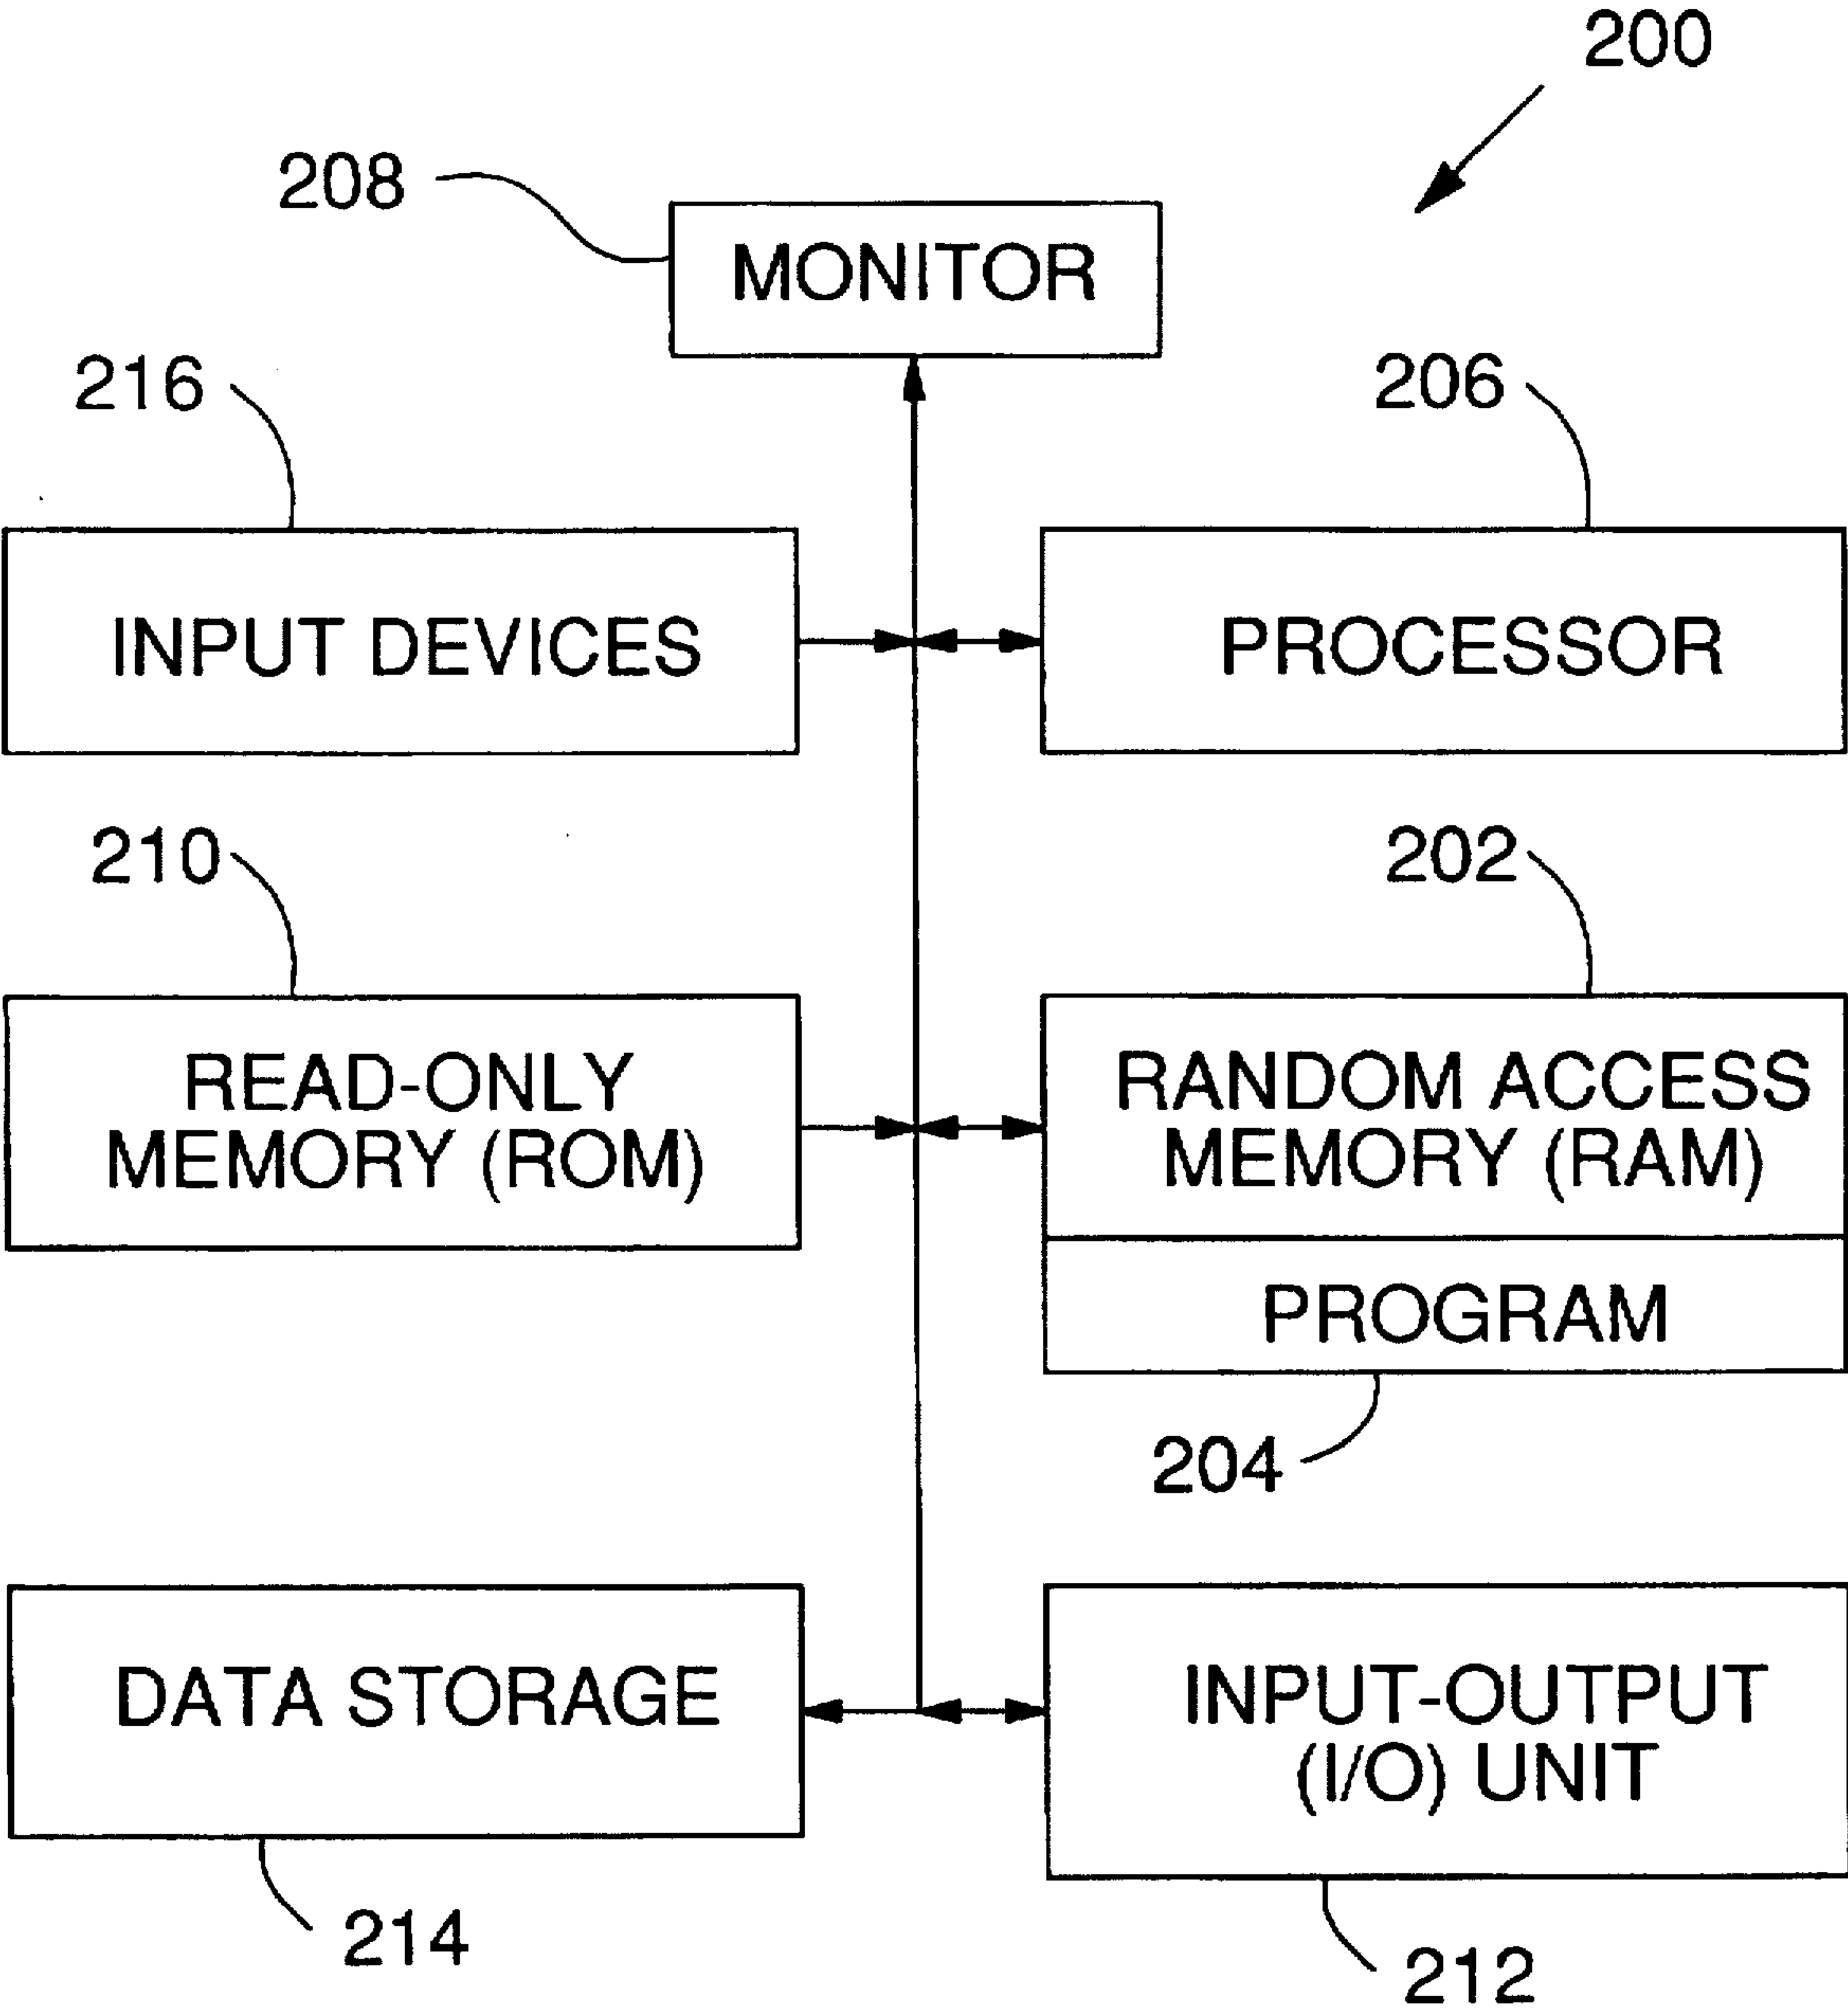 200
208
MONITOR
216
206
INPUT DEVICES
PROCESSOR
210
202
READ-ONLY
MEMORY (ROM)
RANDOM ACCESS
MEMORY (RAM)
PROGRAM
204
DATA STORAGE
INPUT-OUTPUT
(I/O) UNIT
214
212